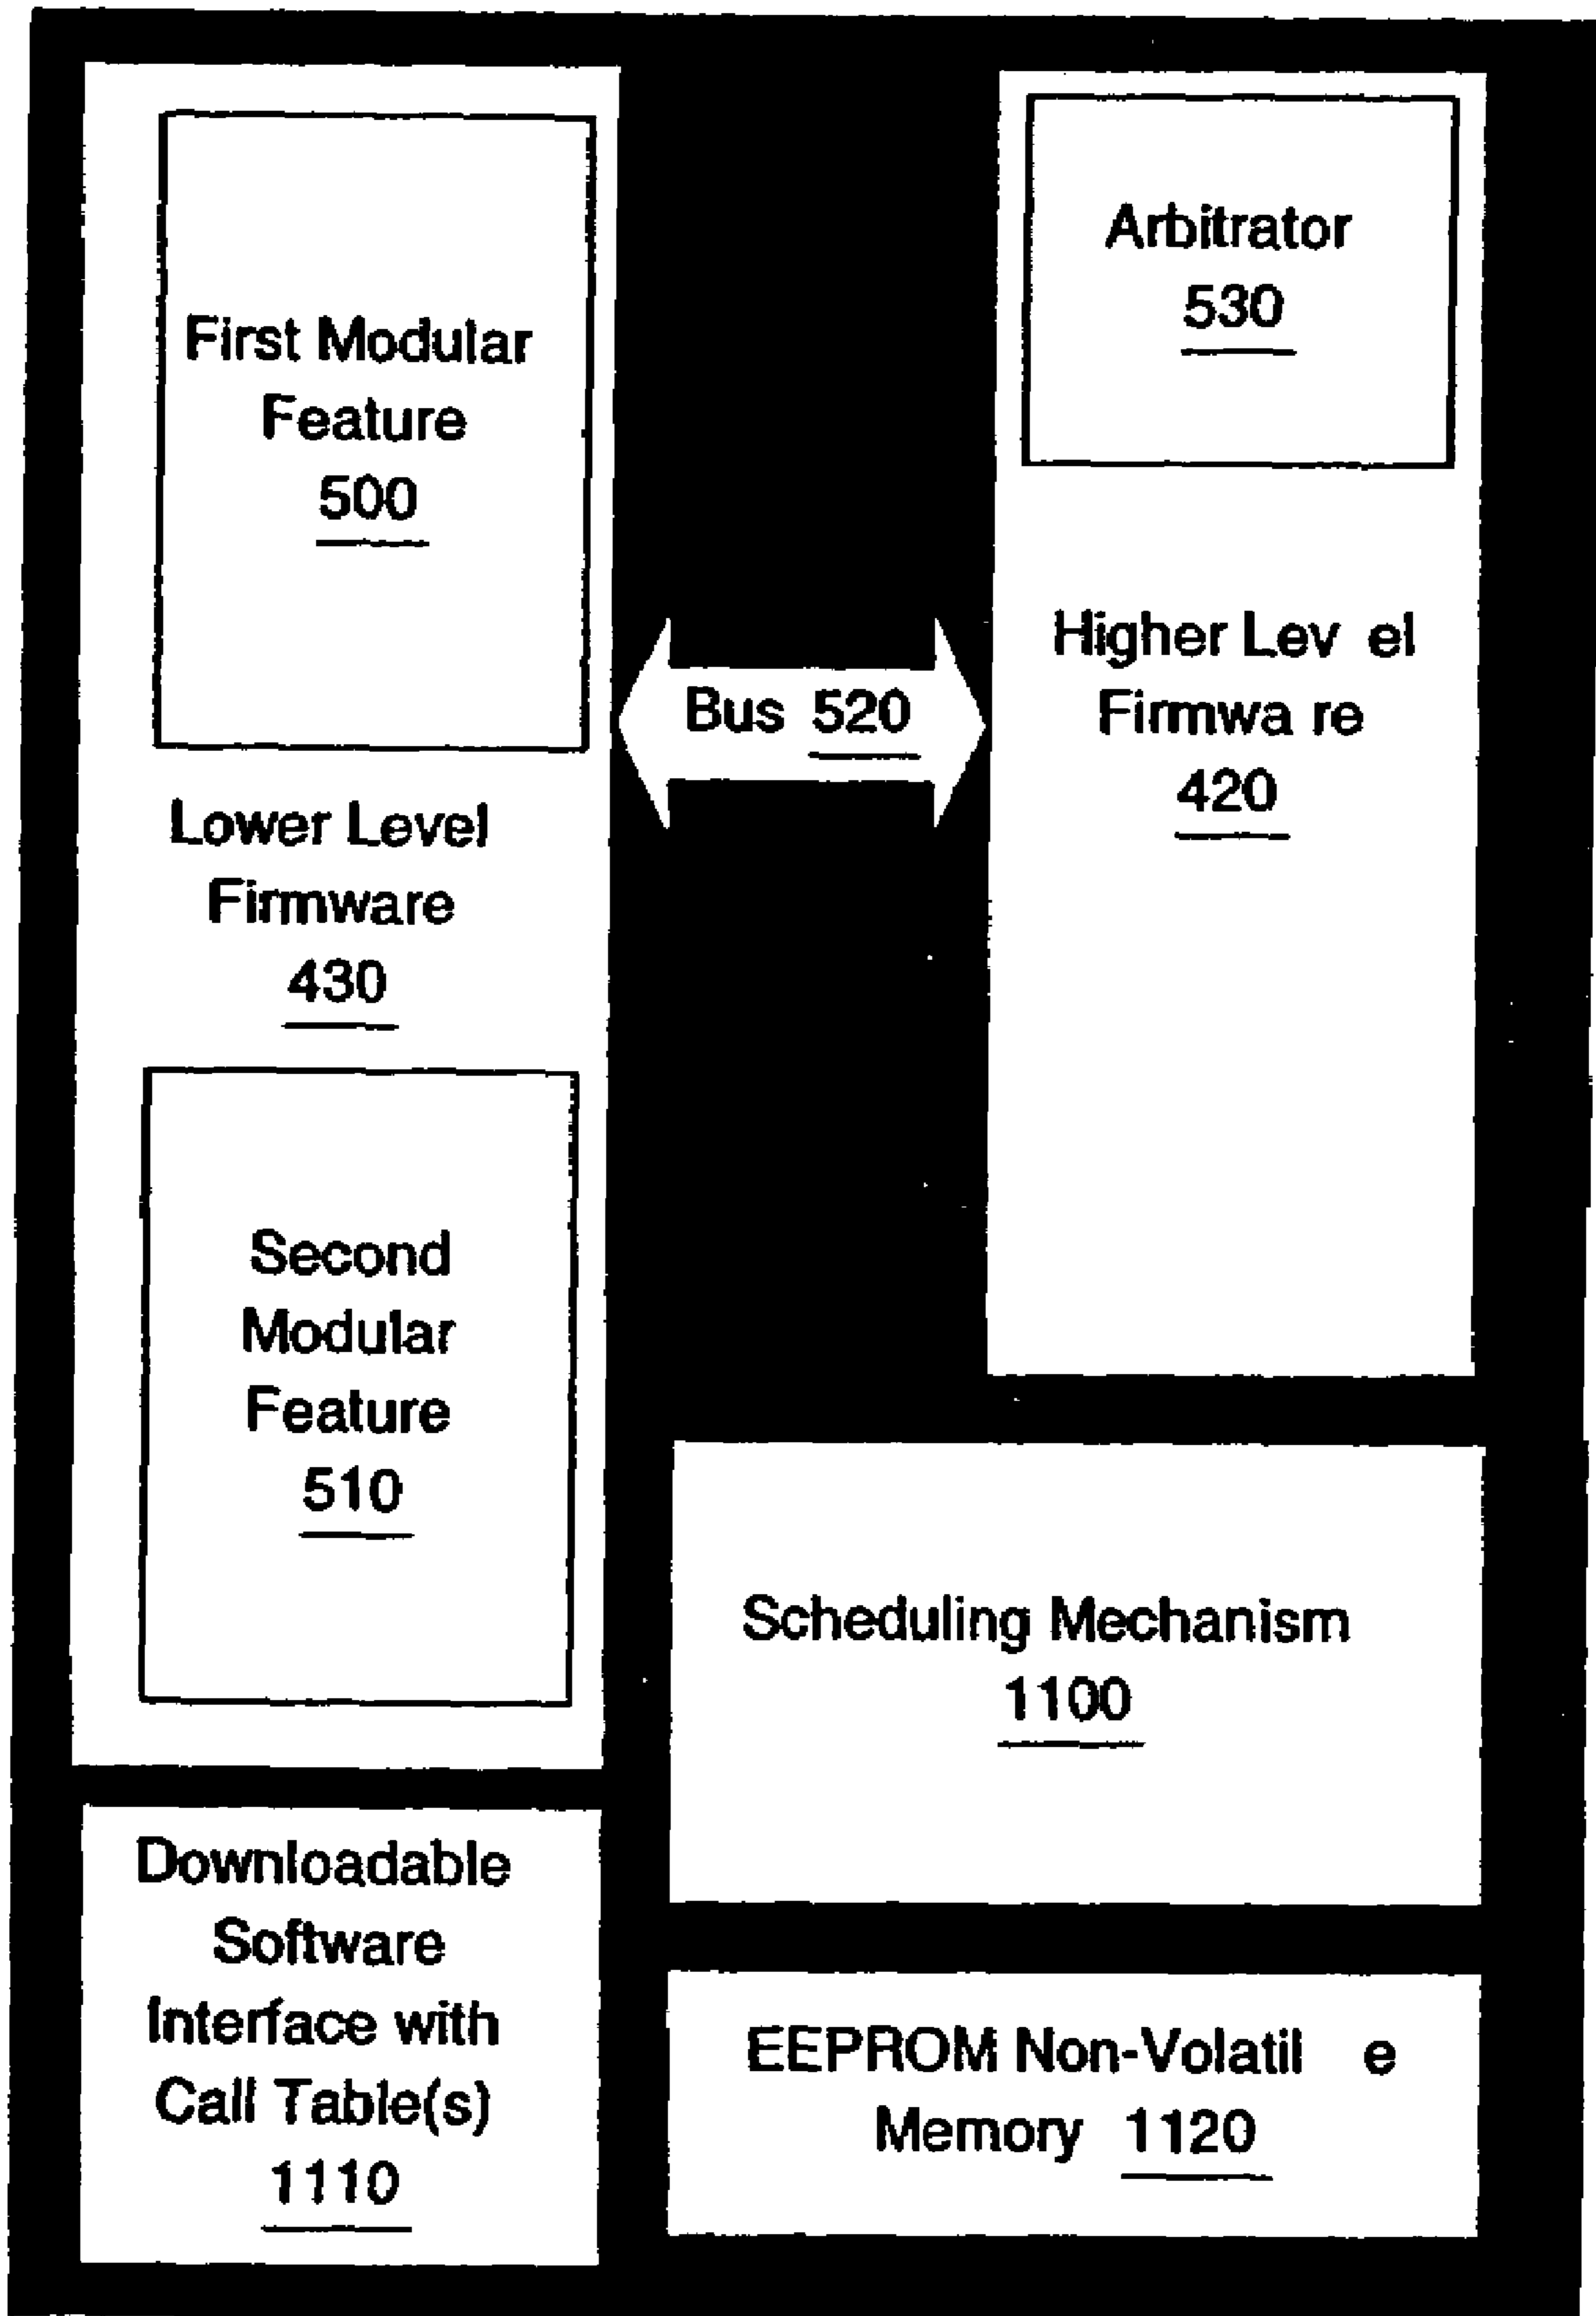 First Modular
Feature
500
Lower Level
Firmware
430
Second
Modular
Feature
510
Downloadable
Software
Interface with
Call Table(s)
1110
Bus 520
Arbitrator
530
Higher Lev el
Firmwa re
420
Scheduling Mechanism
1100
EEPROM Non-Volatil e
Memory 1120